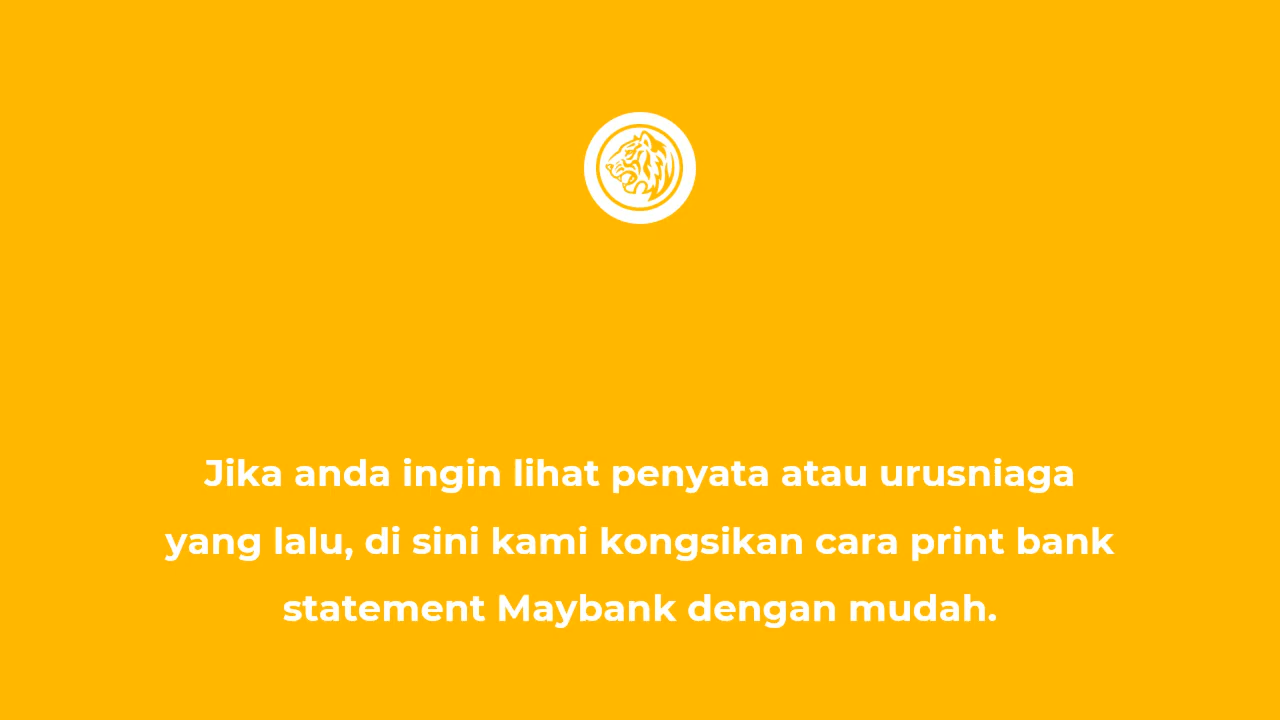 Jika anda ingin lihat penyata atau urusniaga
yang lalu, di sini kami kongsikan cara print bank
statement Maybank dengan mudah.